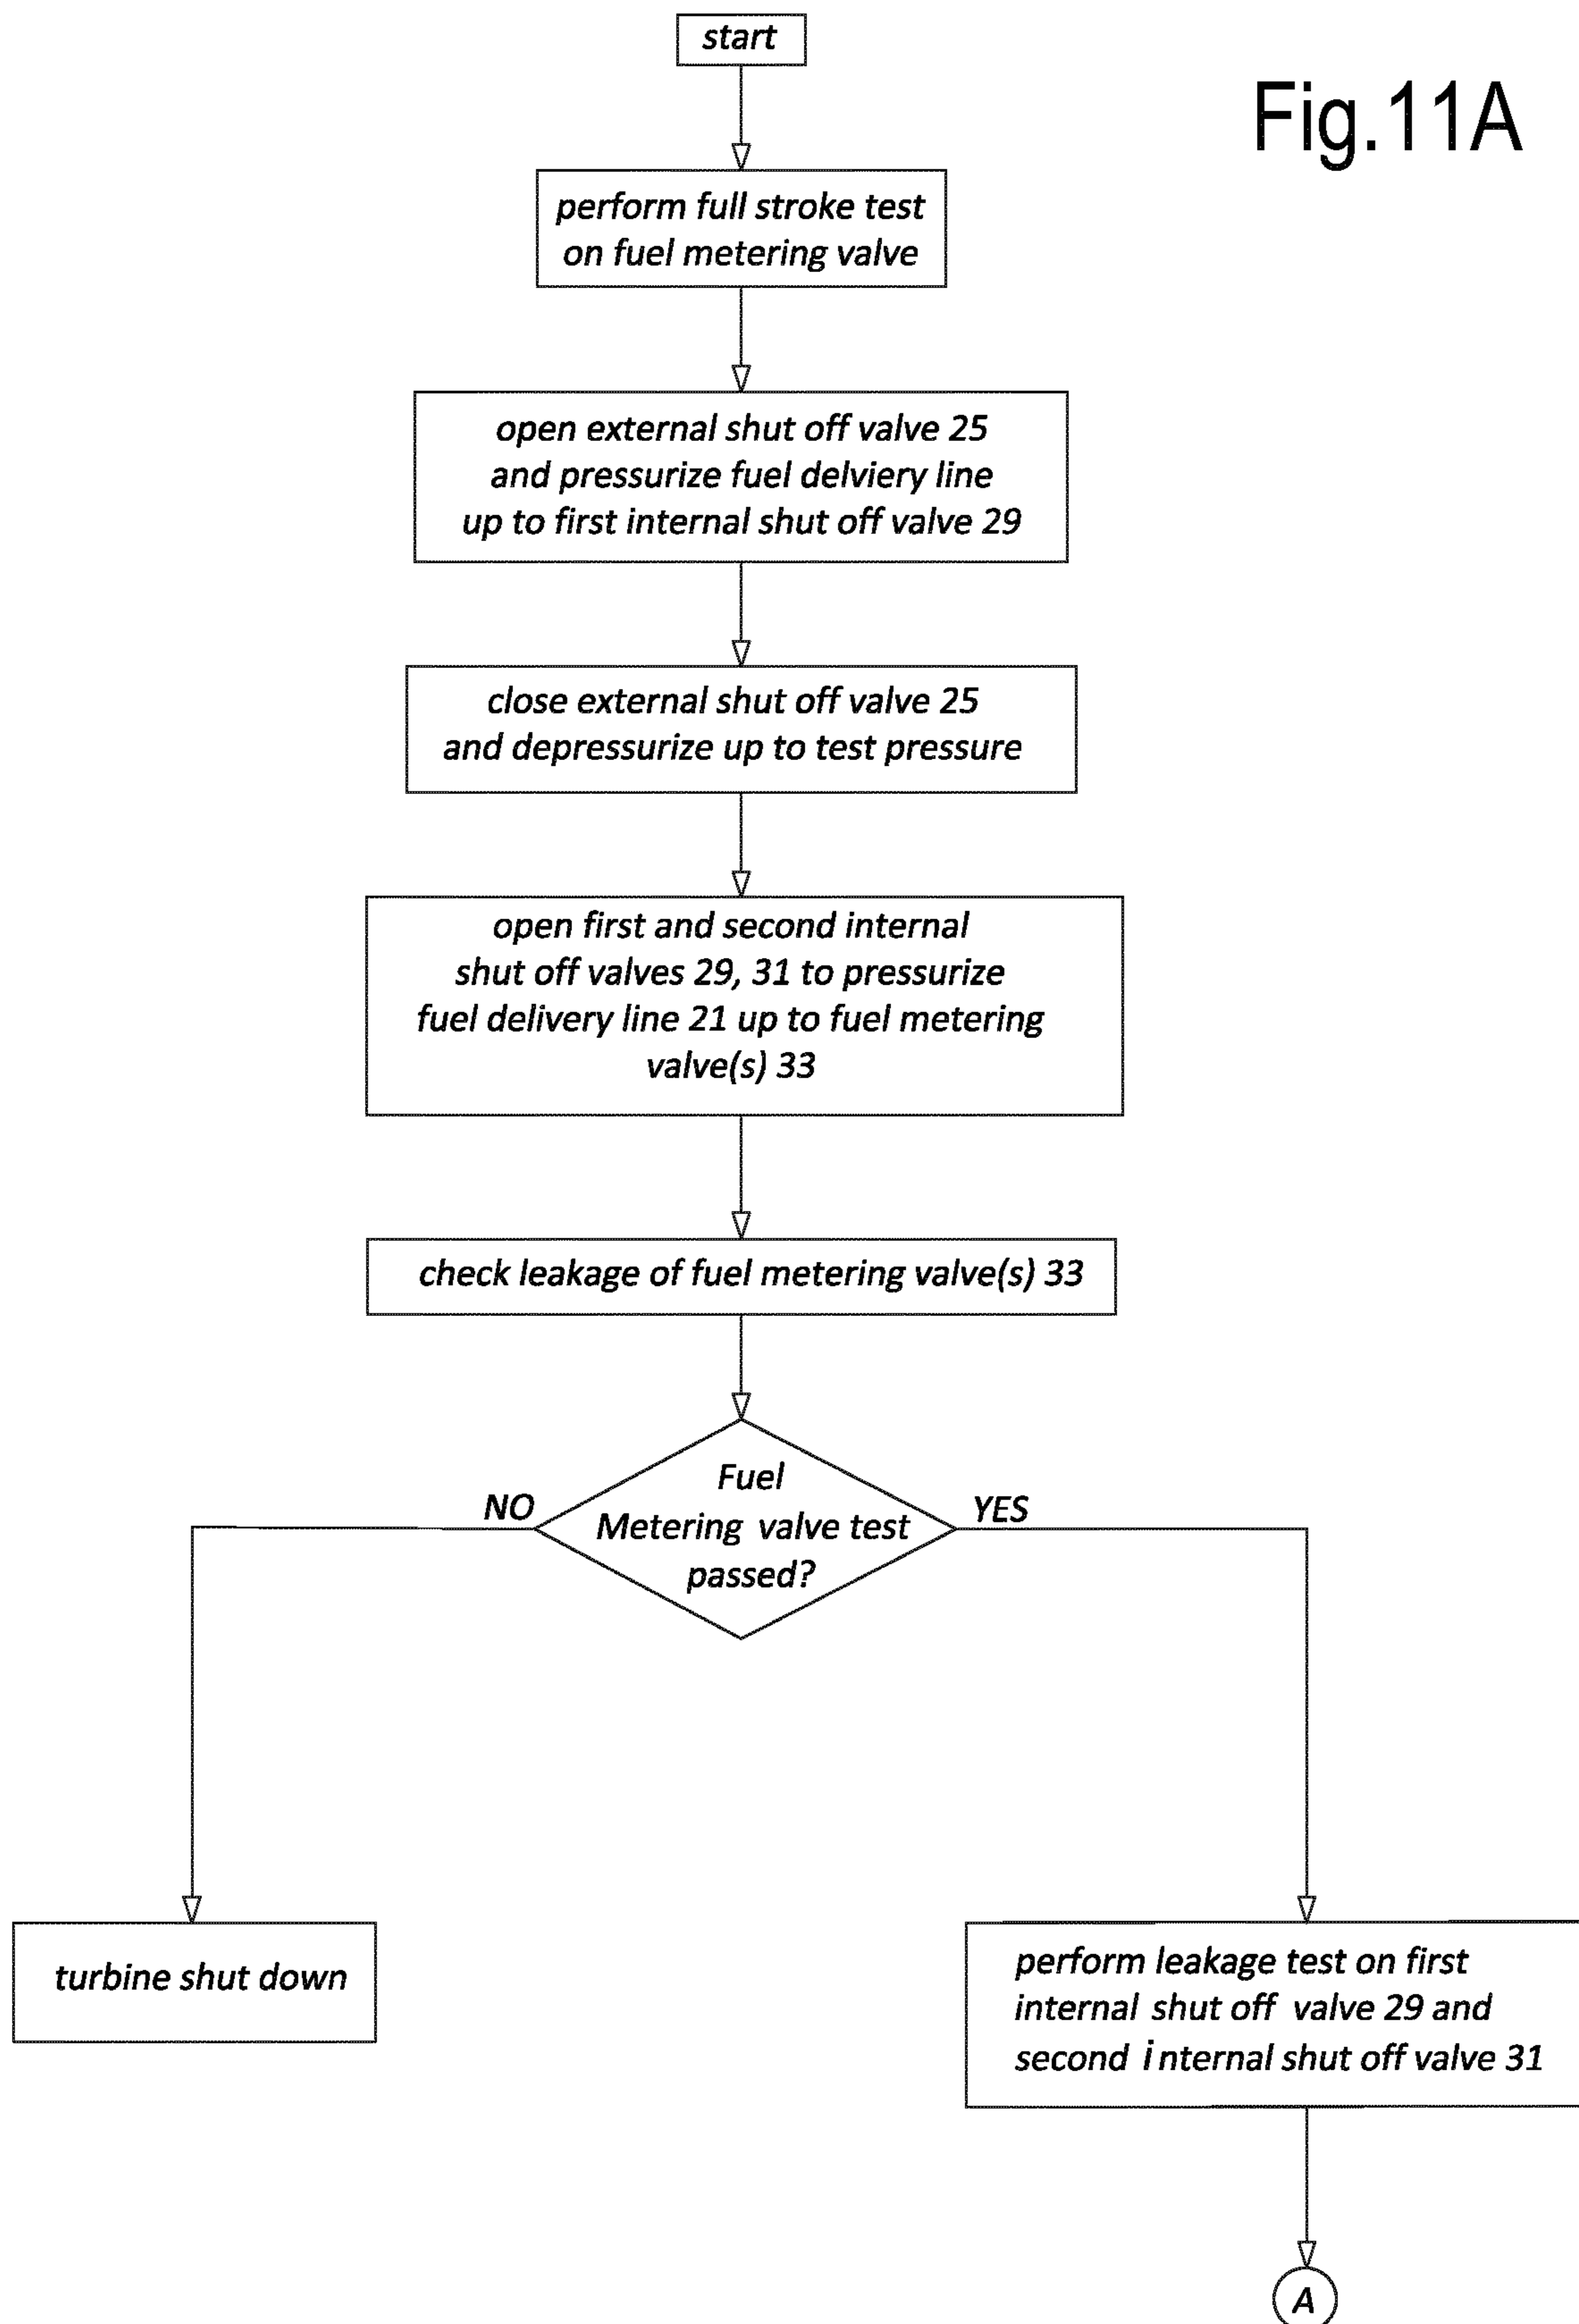 start
Fig.11A
perform full stroke test
on fuel metering valve
open external shut off valve 25
and pressurize fuel delviery line
up to first internal shut off valve 29
close external shut off valve 25
and depressurize up to test pressure
open first and second internal
shut off valves 29, 31 to pressurize
fuel delivery line 21 up to fuel metering
valve(s) 33
check leakage of fuel metering valve(s) 33
Fuel
Metering valve test
passed?
NO
YES
turbine shut down
perform leakage test on first
internal shut off valve 29 and
second internal shut off valve 31
A